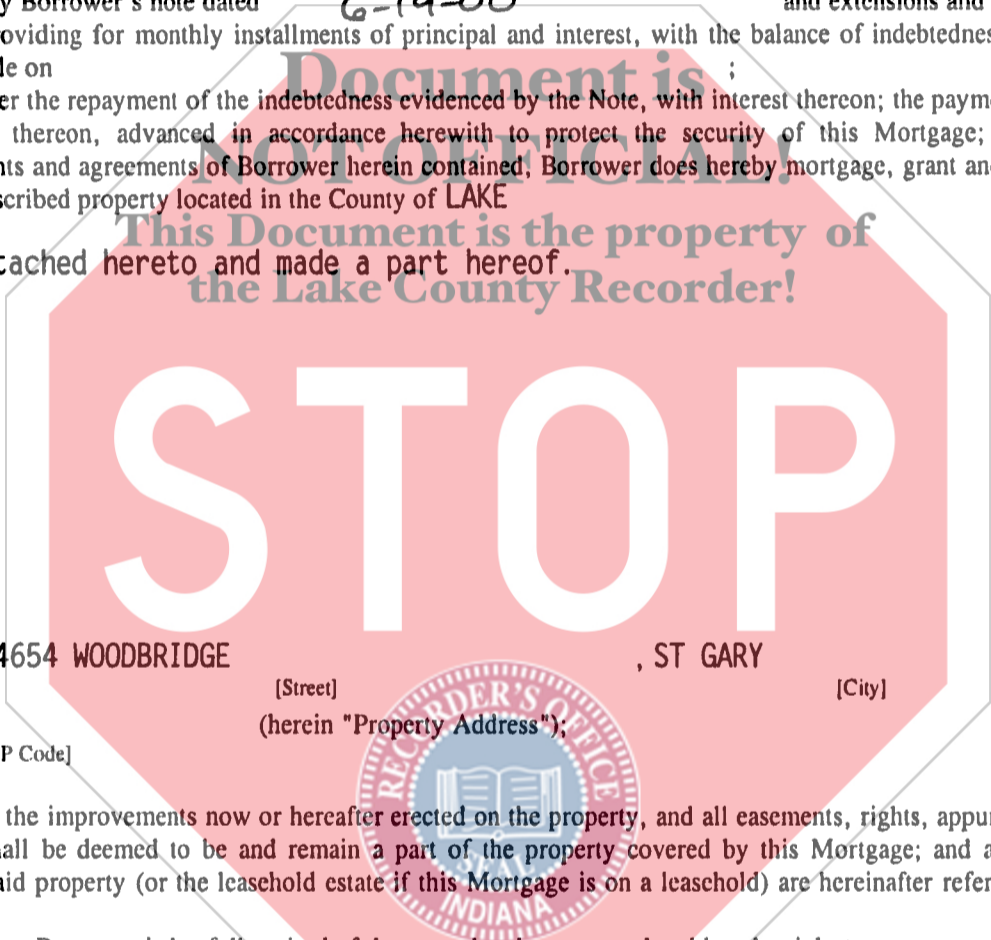 y Borrower's note dated 6-19-00 and extensions and
oviding for monthly installments of principal and interest, with the balance of indebtednes
le on ;
Document is
er the repayment of the indebtedness evidenced by the Note, with interest thereon; the paym
thereon, advanced in accordance herewith to protect the security of this Mortgage;
NOT OFFICIAL!
nts and agreements of Borrower herein contained, Borrower does hereby mortgage, grant an
scribed property located in the County of LAKE
This Document is the property of
tached hereto and made a part hereof.
the Lake County Recorder!
STOP
4654 WOODBRIDGE , ST GARY
[Street] [City]
(herein "Property Address");
P Code]
RECORDER'S OFFICE
SEAL
INDIANA
the improvements now or hereafter erected on the property, and all easements, rights, appu
all be deemed to be and remain a part of the property covered by this Mortgage; and a
aid property (or the leasehold estate if this Mortgage is on a leasehold) are hereinafter refer